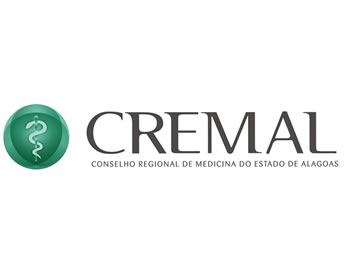 CREMAL
CONSELHO REGIONAL DE MEDICINA DO ESTADO DE ALAGOAS